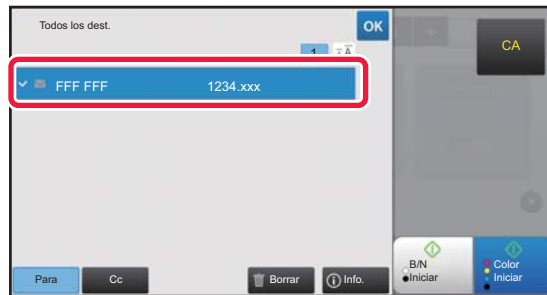 Todos los dest.
OK
1
CA
FFF FFF 1234.xxx
Para
Cc
Borrar
Info.
B/N
Iniciar
Color
Iniciar